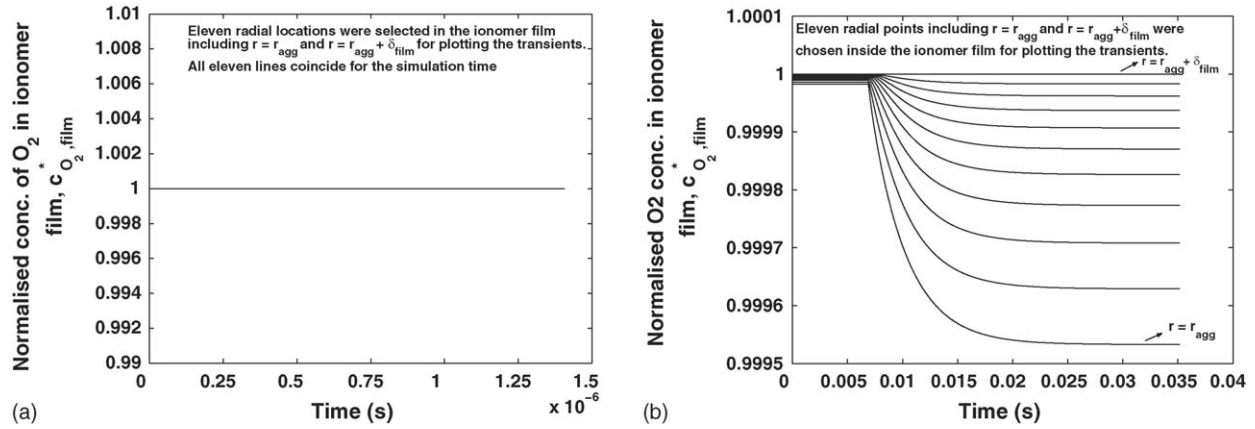 Normalised conc. of O2 in ionomer
film, c*O2,film
1.01
1.008
1.006
1.004
1.002
1
0.998
0.996
0.994
0.992
0.99
Eleven radial locations were selected in the ionomer film
including r = ragg and r = ragg + δfilm for plotting the transients.
All eleven lines coincide for the simulation time
0 0.25 0.5 0.75 1 1.25 1.5
x 10−6
Time (s)
(a)
Normalised O2 conc. in ionomer
film, c*O2,film
1.0001
1
0.9999
0.9998
0.9997
0.9996
0.9995
Eleven radial points including r = ragg and r = ragg+δfilm were
chosen inside the ionomer film for plotting the transients.
r = ragg + δfilm
r = ragg
0 0.005 0.01 0.015 0.02 0.025 0.03 0.035 0.04
Time (s)
(b)